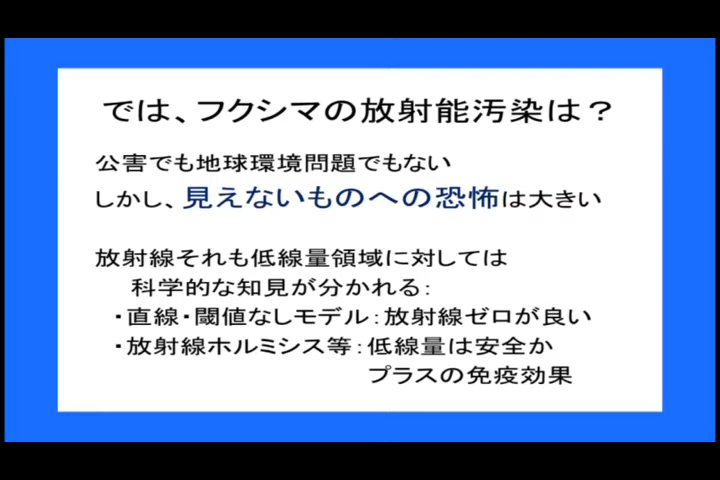 では、フクシマの放射能汚染は？
公害でも地球環境問題でもない
しかし、見えないものへの恐怖は大きい
放射線それも低線量領域に対しては
科学的な知見が分かれる：
・直線・閾値なしモデル：放射線ゼロが良い
・放射線ホルミシス等：低線量は安全か
プラスの免疫効果